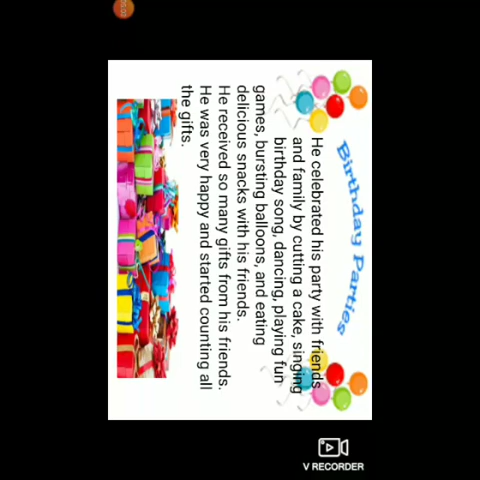 Birthday Parties
He celebrated his party with friends
and family by cutting a cake, singing
birthday song, dancing, playing fun
games, bursting balloons, and eating
delicious snacks with his friends.
He received so many gifts from his friends.
He was very happy and started counting all
the gifts.
V RECORDER